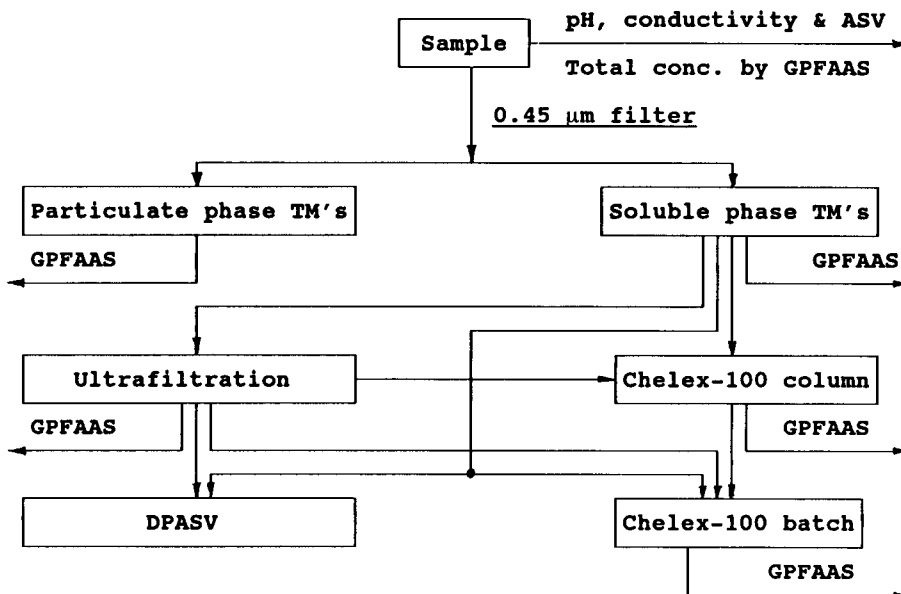 pH, conductivity & ASV
Sample
Total conc. by GPFAAS
0.45 μm filter
Particulate phase TM's
Soluble phase TM's
GPFAAS
GPFAAS
Ultrafiltration
Chelex-100 column
GPFAAS
GPFAAS
DPASV
Chelex-100 batch
GPFAAS